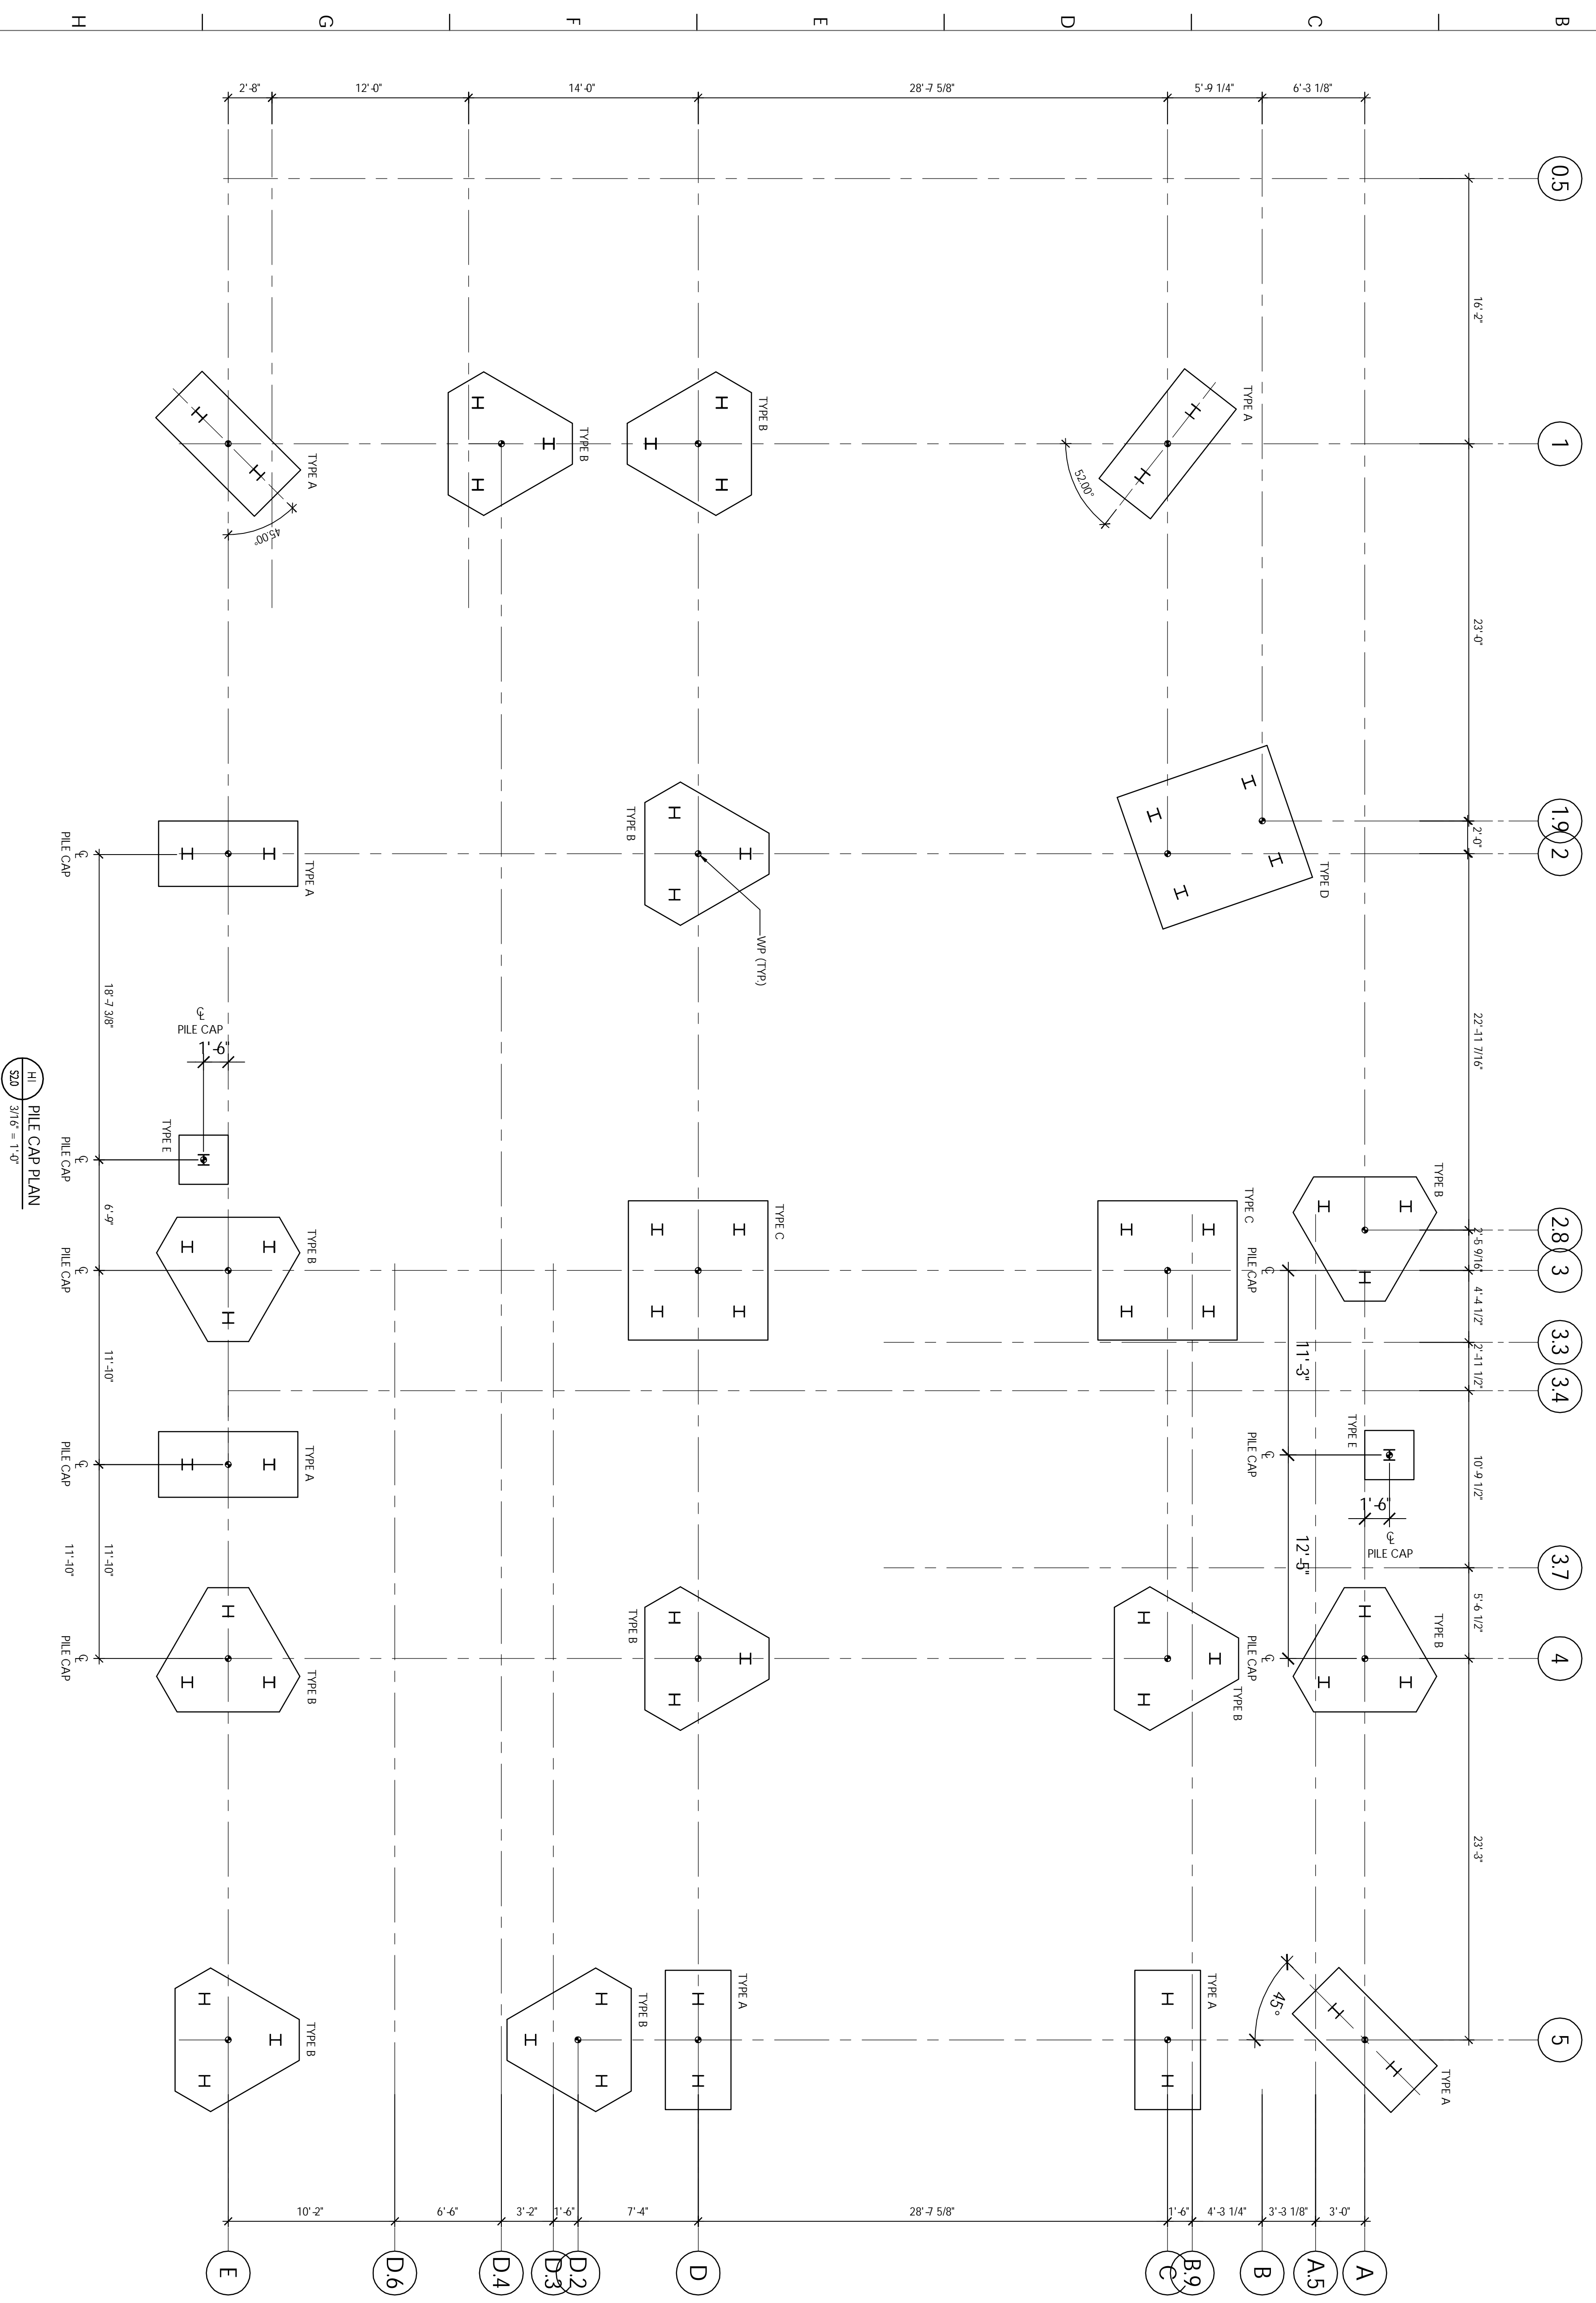 H
G
F
E
D
C
B
2'-8"
12'-0"
14'-0"
28'-7 5/8"
5'-9 1/4"
6'-3 1/8"
0.5
16'-2"
1
TYPE A
45.00°
TYPE B
TYPE B
TYPE A
52.00°
23'-0"
1.9
2'-0"
2
TYPE A
℄
PILE CAP
TYPE B
WP (TYP.)
TYPE D
18'-7 3/8"
22'-11 7/16"
℄
PILE CAP
1'-6"
TYPE E
℄
PILE CAP
6'-9"
2.8
2'-5 9/16"
3
TYPE B
℄
PILE CAP
TYPE C
TYPE C
℄
PILE CAP
TYPE B
4'-4 1/2"
3.3
2'-11 1/2"
3.4
11'-10"
11'-3"
TYPE A
℄
PILE CAP
TYPE E
℄
PILE CAP
1'-6"
℄
PILE CAP
10'-9 1/2"
3.7
11'-10"
11'-10"
12'-5"
5'-6 1/2"
4
TYPE B
℄
PILE CAP
TYPE B
TYPE B
℄
PILE CAP
TYPE B
23'-3"
5
TYPE B
TYPE B
TYPE A
TYPE A
45°
TYPE A
10'-2"
6'-6"
3'-2"
1'-6"
7'-4"
28'-7 5/8"
1'-6"
4'-3 1/4"
3'-3 1/8"
3'-0"
E
D.6
D.4
D.3
D.2
D
C
B.9
B
A.5
A
H1
S2.0
PILE CAP PLAN
3/16" = 1'-0"